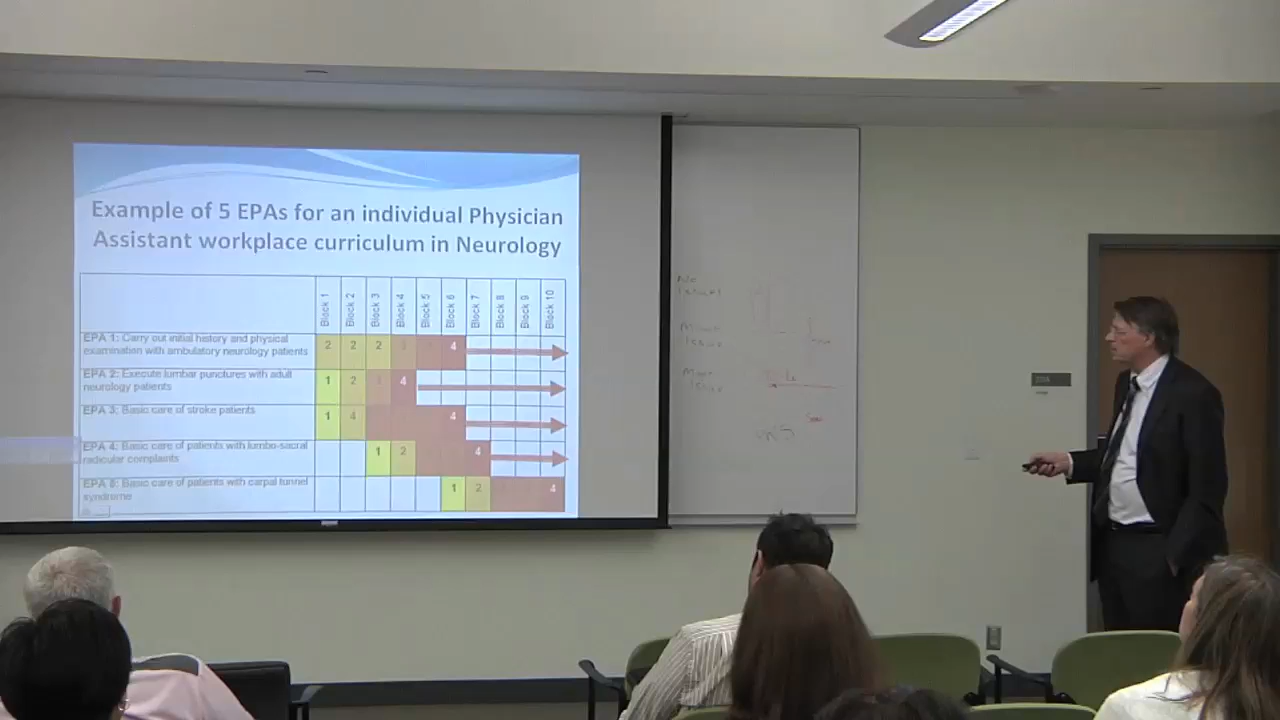 Example of 5 EPAs for an individual Physician
Assistant workplace curriculum in Neurology
Block 1 Block 2 Block 3 Block 4 Block 5 Block 6 Block 7 Block 8 Block 9 Block 10
EPA 1: Carry out initial history and physical
examination with ambulatory neurology patients
2 2 2 3 4
EPA 2: Execute lumbar punctures with adult
neurology patients
1 2 3 4
EPA 3: Basic care of stroke patients
1 4 4
EPA 4: Basic care of patients with lumbo-sacral
radicular complaints
1 2 4
EPA 5: Basic care of patients with carpal tunnel
syndrome
1 2 4